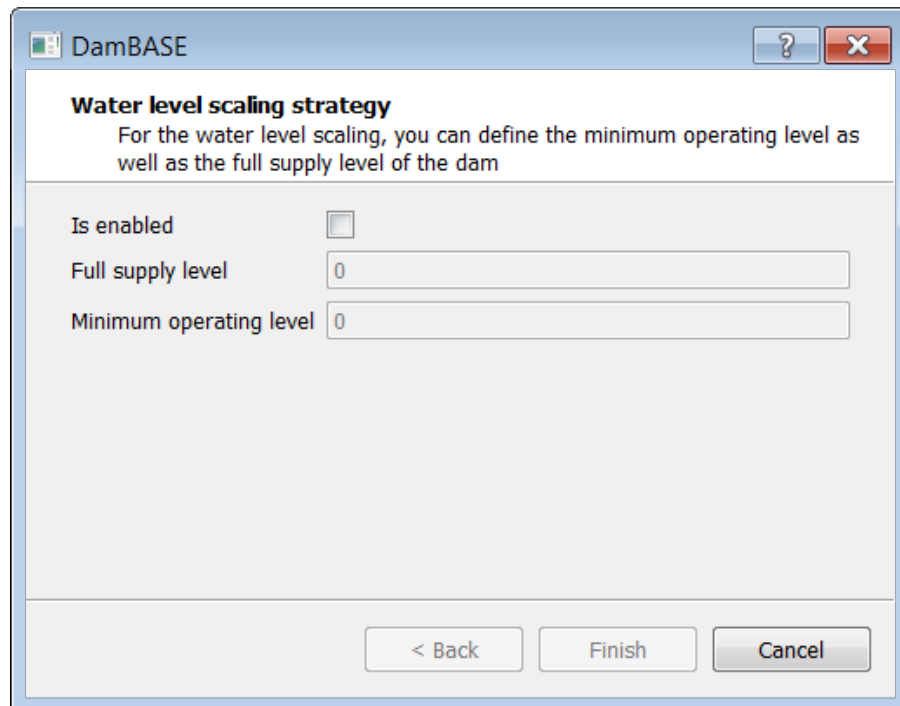 DamBASE
?
Water level scaling strategy
For the water level scaling, you can define the minimum operating level as
well as the full supply level of the dam
Is enabled
Full supply level 0
Minimum operating level 0
< Back Finish Cancel